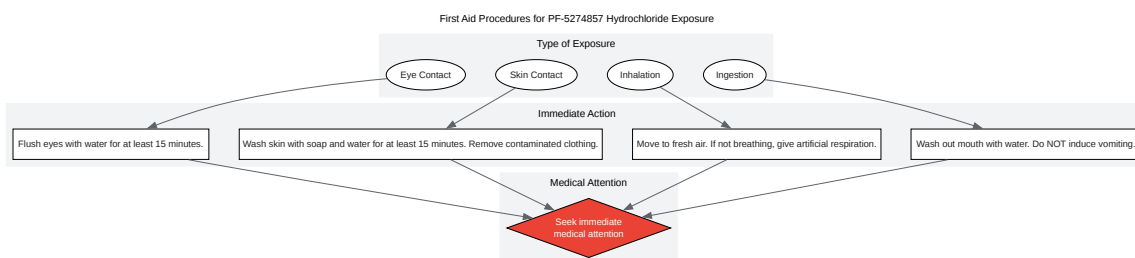 First Aid Procedures for PF-5274857 Hydrochloride Exposure
Type of Exposure
Eye Contact
Skin Contact
Inhalation
Ingestion
Immediate Action
Flush eyes with water for at least 15 minutes.
Wash skin with soap and water for at least 15 minutes. Remove contaminated clothing.
Move to fresh air. If not breathing, give artificial respiration.
Wash out mouth with water. Do NOT induce vomiting.
Medical Attention
Seek immediate
medical attention